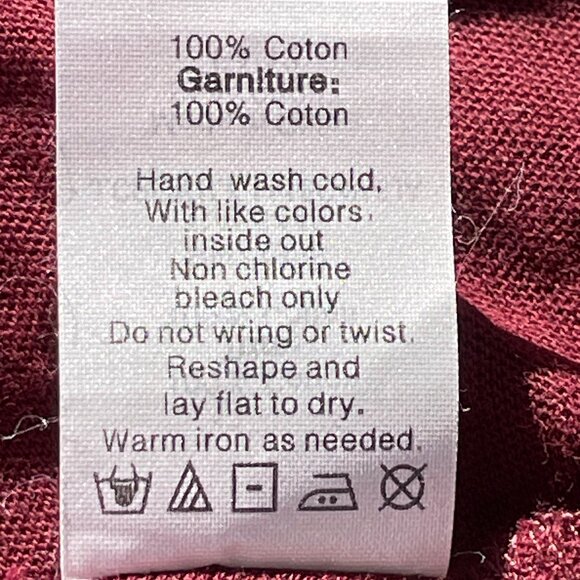 100% Coton
Garniture:
100% Coton
Hand wash cold,
With like colors,
inside out
Non chlorine
bleach only
Do not wring or twist.
Reshape and
lay flat to dry.
Warm iron as needed.